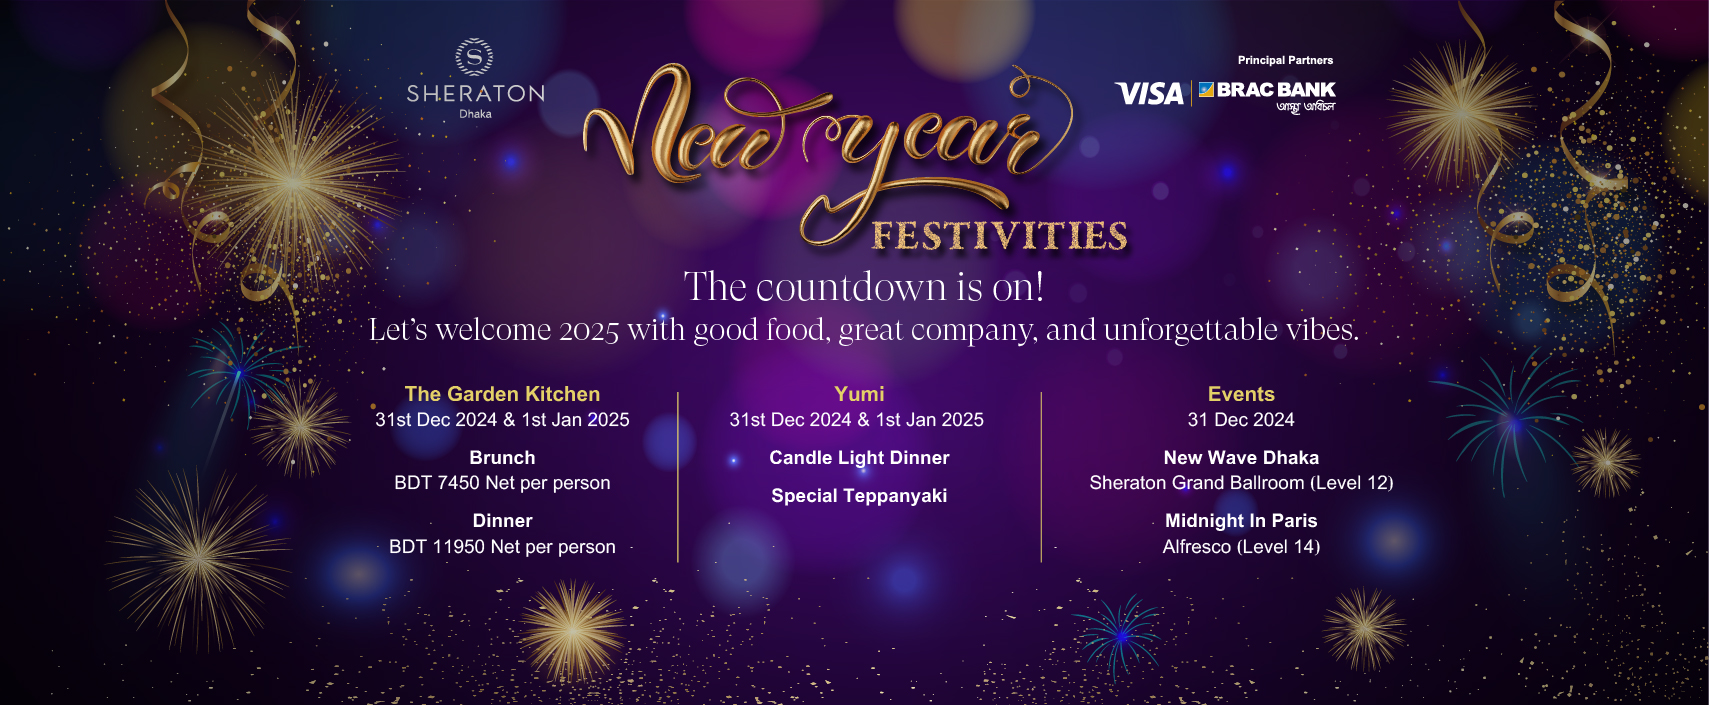 SHERATON
Dhaka
New year
FESTIVITIES
Principal Partners
VISA
BRAC BANK
আস্থা অবিচল
The countdown is on!
Let's welcome 2025 with good food, great company, and unforgettable vibes.
The Garden Kitchen
31st Dec 2024 & 1st Jan 2025
Brunch
BDT 7450 Net per person
Dinner
BDT 11950 Net per person
Yumi
31st Dec 2024 & 1st Jan 2025
Candle Light Dinner
Special Teppanyaki
Events
31 Dec 2024
New Wave Dhaka
Sheraton Grand Ballroom (Level 12)
Midnight In Paris
Alfresco (Level 14)